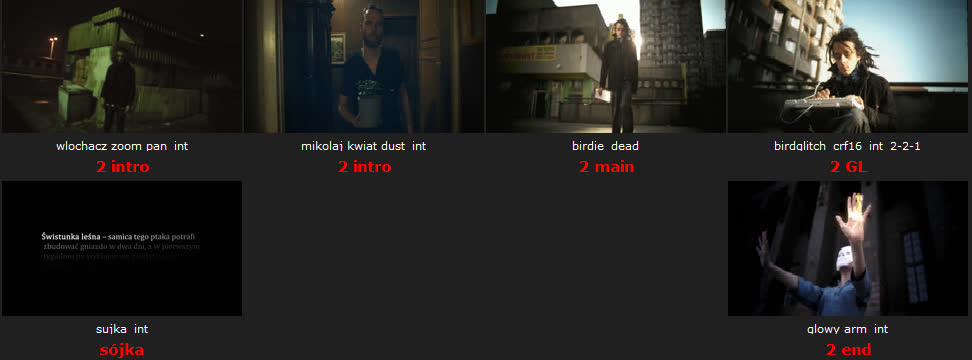 wlochacz zoom pan int
mikolaj kwiat dust int
birdie dead
birdglitch crf16 int 2-2-1
2 intro
2 intro
2 main
2 GL
Świstunka leśna – samica tego ptaka potrafi
zbudować gniazdo w dwa dni, a w pierwszym
tygodniu po
sujka int
glowy arm int
sójka
2 end